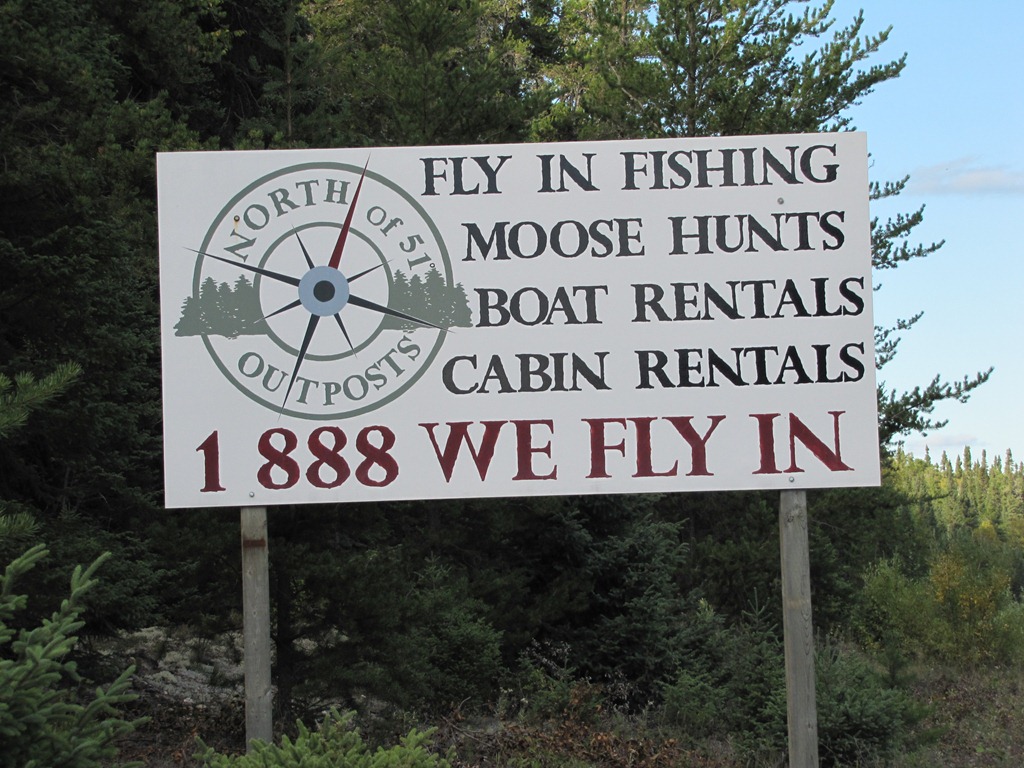 NORTH of 51°
OUTPOSTS
FLY IN FISHING
MOOSE HUNTS
BOAT RENTALS
CABIN RENTALS
1 888 WE FLY IN